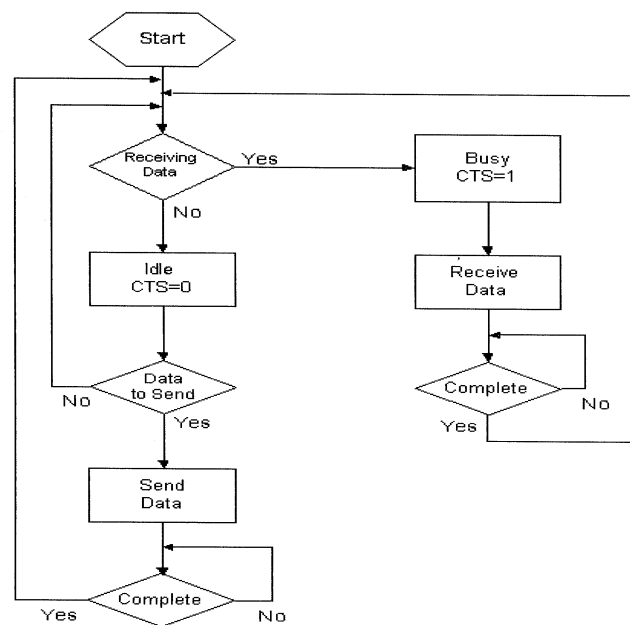 Start
Receiving
Data
Yes
No
Busy
CTS=1
Idle
CTS=0
Receive
Data
Data
to Send
No
Yes
Complete
No
Yes
Send
Data
Complete
Yes
No